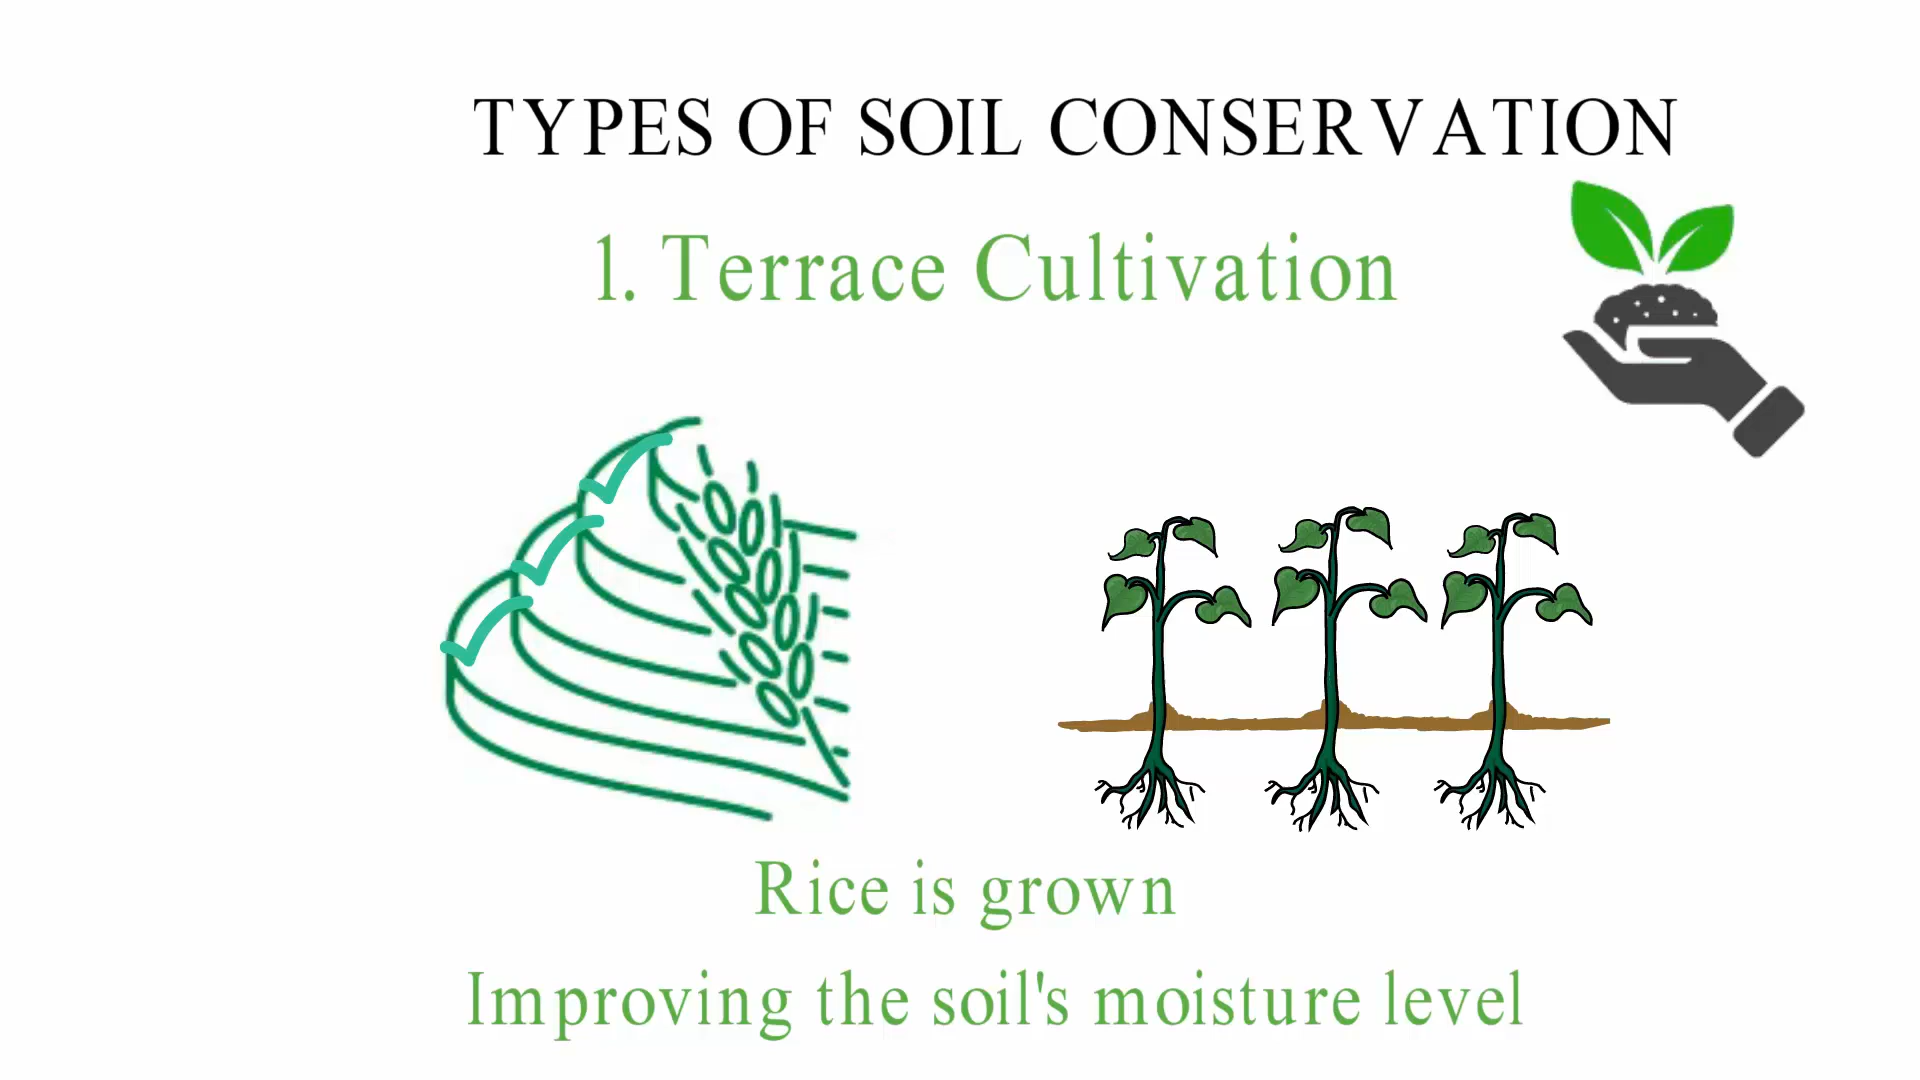 TYPES OF SOIL CONSERVATION
1. Terrace Cultivation
Rice is grown
Improving the soil's moisture level